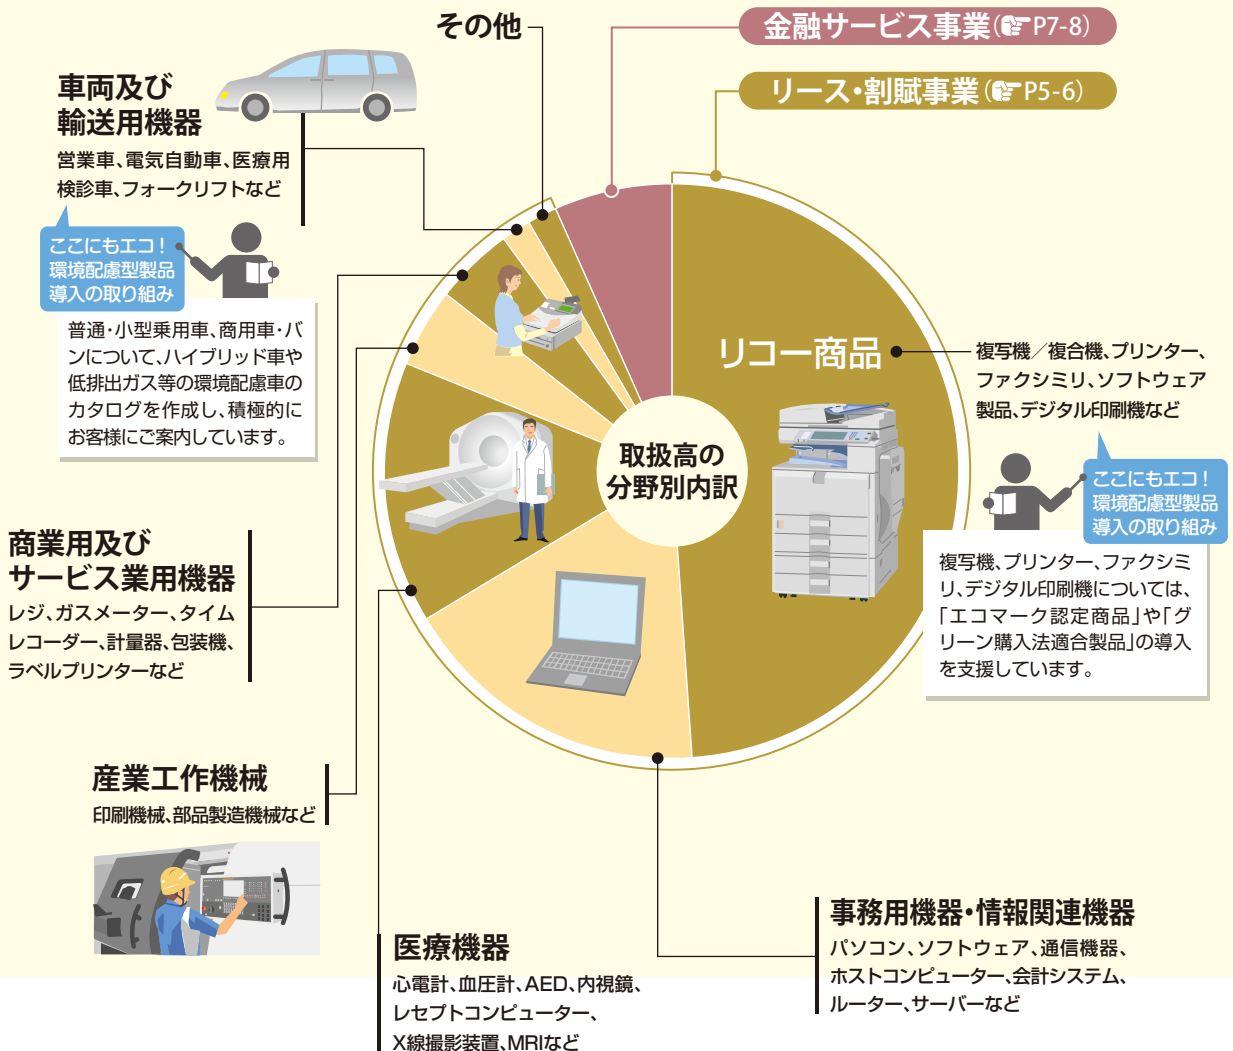 その他
金融サービス事業(☞P7-8)
リース・割賦事業(☞P5-6)
車両及び
輸送用機器
営業車、電気自動車、医療用
検診車、フォークリフトなど
ここにもエコ!
環境配慮型製品
導入の取り組み
普通・小型乗用車、商用車・バ
ンについて、ハイブリッド車や
低排出ガス等の環境配慮車の
カタログを作成し、積極的に
お客様にご案内しています。
リコー商品
複写機／複合機、プリンター、
ファクシミリ、ソフトウェア
製品、デジタル印刷機など
ここにもエコ!
環境配慮型製品
導入の取り組み
複写機、プリンター、ファクシミ
リ、デジタル印刷機については、
「エコマーク認定商品」や「グ
リーン購入法適合製品」の導入
を支援しています。
取扱高の
分野別内訳
商業用及び
サービス業用機器
レジ、ガスメーター、タイム
レコーダー、計量器、包装機、
ラベルプリンターなど
産業工作機械
印刷機械、部品製造機械など
医療機器
心電計、血圧計、AED、内視鏡、
レセプトコンピューター、
X線撮影装置、MRIなど
事務用機器・情報関連機器
パソコン、ソフトウェア、通信機器、
ホストコンピューター、会計システム、
ルーター、サーバーなど